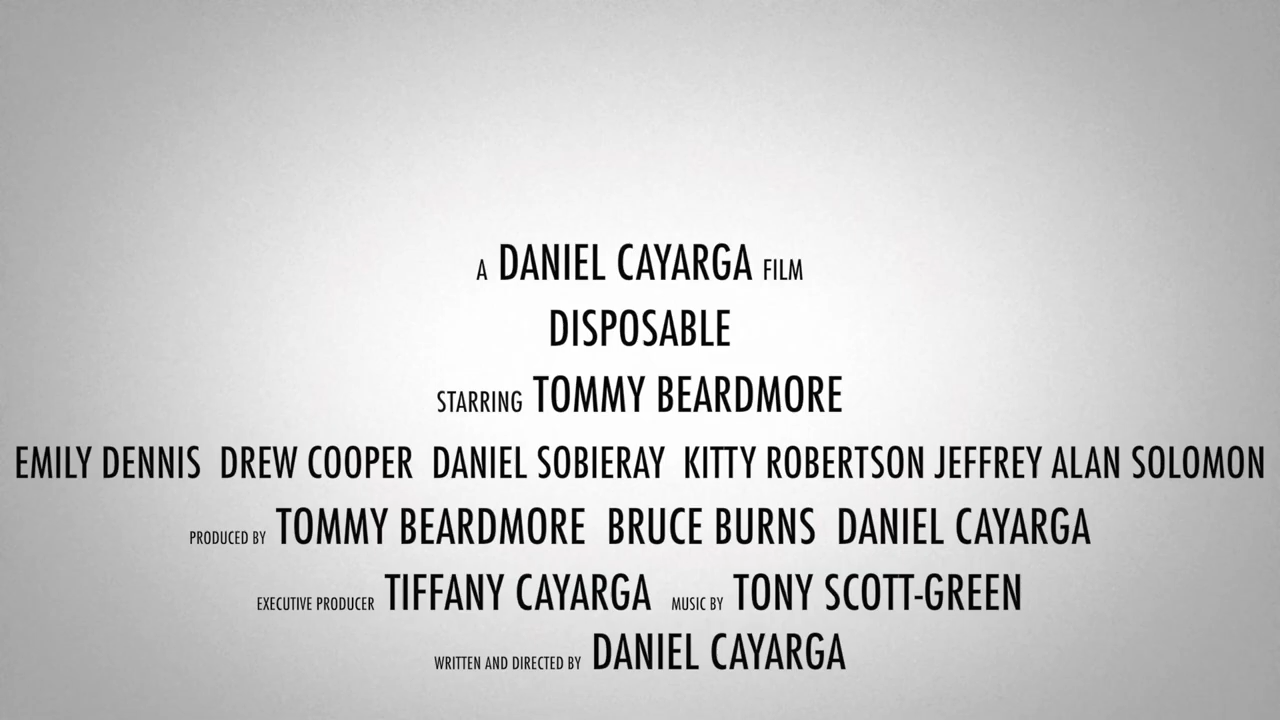 A DANIEL CAYARGA FILM
DISPOSABLE
STARRING TOMMY BEARDMORE
EMILY DENNIS DREW COOPER DANIEL SOBIERAY KITTY ROBERTSON JEFFREY ALAN SOLOMON
PRODUCED BY TOMMY BEARDMORE BRUCE BURNS DANIEL CAYARGA
EXECUTIVE PRODUCER TIFFANY CAYARGA MUSIC BY TONY SCOTT-GREEN
WRITTEN AND DIRECTED BY DANIEL CAYARGA